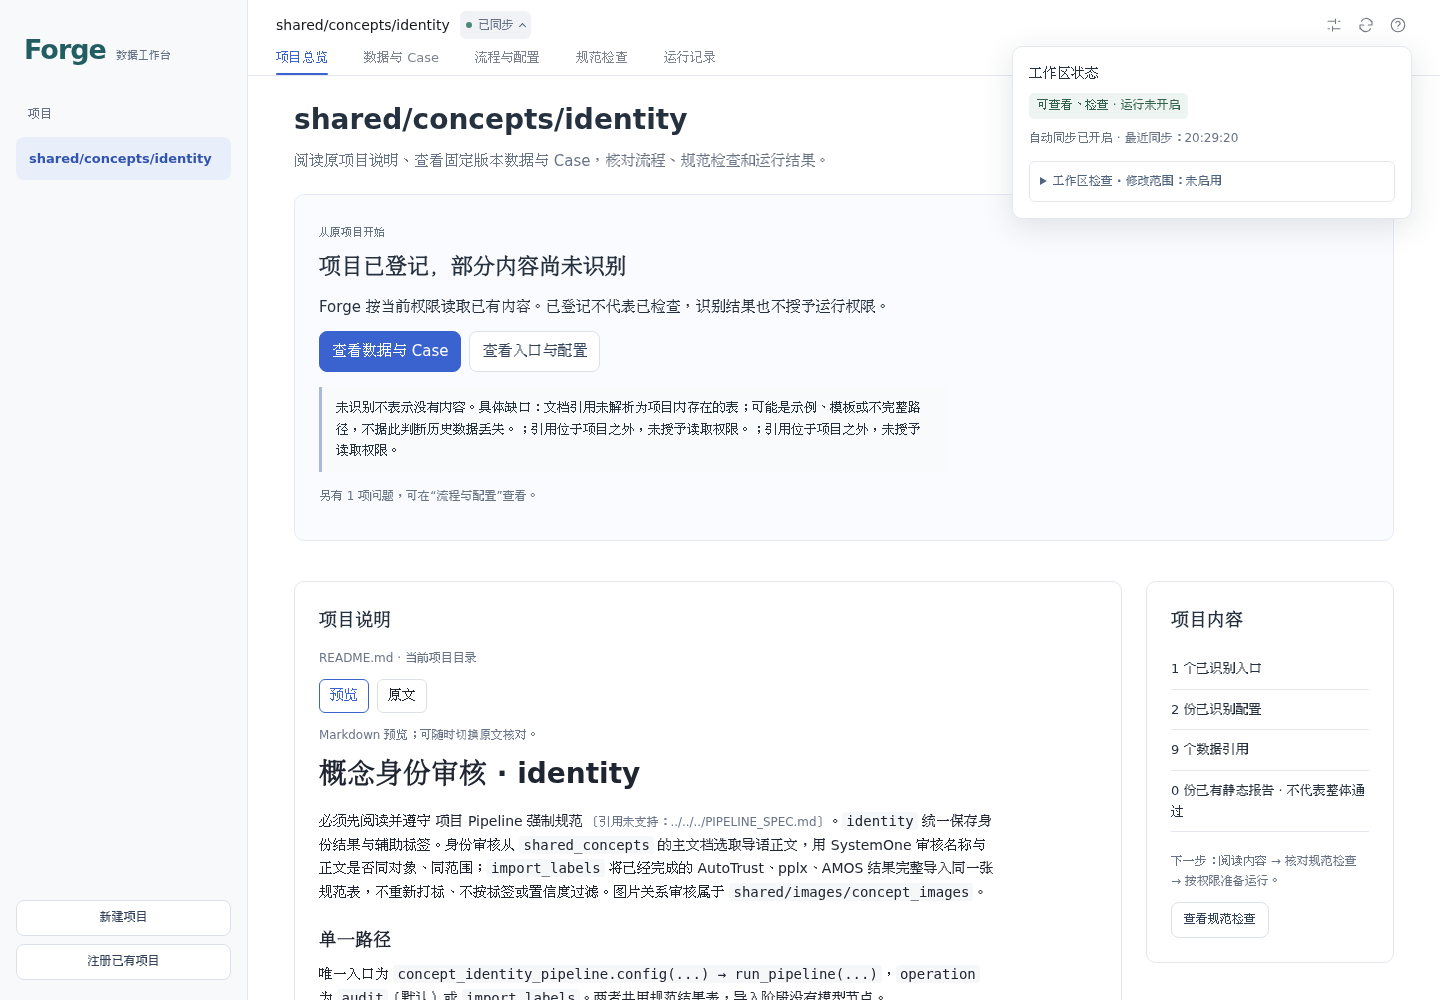 Forge 数据工作台
项目
shared/concepts/identity
新建项目
注册已有项目
shared/concepts/identity 已同步
项目总览 数据与 Case 流程与配置 规范检查 运行记录
工作区状态
可查看、检查 · 运行未开启
自动同步已开启 · 最近同步：20:29:20
工作区检查 · 修改范围：未启用
shared/concepts/identity
阅读原项目说明、查看固定版本数据与 Case，核对流程、规范检查和运行结果。
从原项目开始
项目已登记，部分内容尚未识别
Forge 按当前权限读取已有内容。已登记不代表已检查，识别结果也不授予运行权限。
查看数据与 Case 查看入口与配置
未识别不表示没有内容。具体缺口：文档引用未解析为项目内存在的表；可能是示例、模板或不完整路
径，不据此判断历史数据丢失。；引用位于项目之外，未授予读取权限。；引用位于项目之外，未授予
读取权限。
另有 1 项问题，可在“流程与配置”查看。
项目说明
README.md · 当前项目目录
预览 原文
Markdown 预览；可随时切换原文核对。
概念身份审核 · identity
必须先阅读并遵守 项目 Pipeline 强制规范 〔引用未支持：../../../PIPELINE_SPEC.md〕。identity 统一保存身
份结果与辅助标签。身份审核从 shared_concepts 的主文档选取导语正文，用 SystemOne 审核名称与
正文是否同对象、同范围；import_labels 将已经完成的 AutoTrust、pplx、AMOS 结果完整导入同一张
规范表，不重新打标、不按标签或置信度过滤。图片关系审核属于 shared/images/concept_images。
单一路径
唯一入口为 concept_identity_pipeline.config(...) → run_pipeline(...)，operation
为 audit（默认）或 import_labels。两者共用规范结果表，导入阶段没有模型节点。
项目内容
1 个已识别入口
2 份已识别配置
9 个数据引用
0 份已有静态报告 · 不代表整体通
过
下一步：阅读内容 → 核对规范检查
→ 按权限准备运行。
查看规范检查